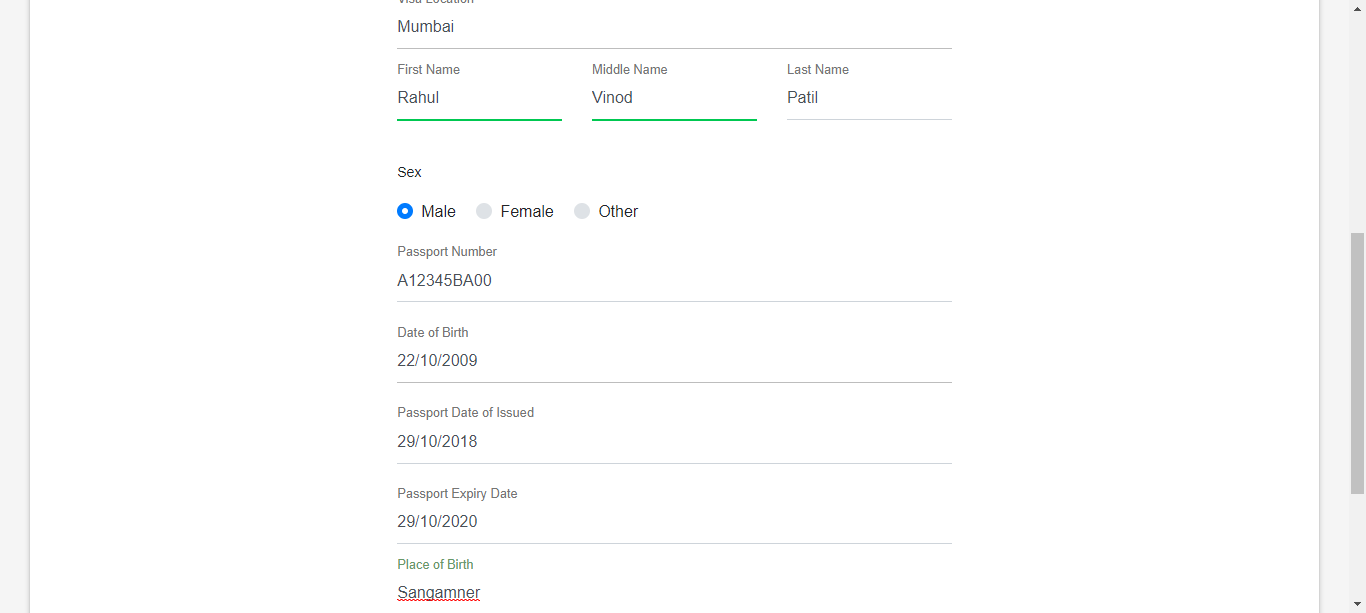 Visa Location
Mumbai
First Name Middle Name Last Name
Rahul Vinod Patil
Sex
Male Female Other
Passport Number
A12345BA00
Date of Birth
22/10/2009
Passport Date of Issued
29/10/2018
Passport Expiry Date
29/10/2020
Place of Birth
Sangamner